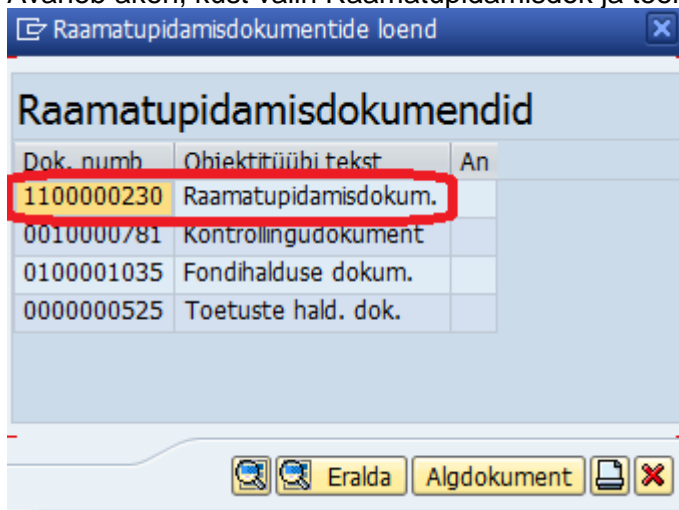 Raamatupidamisdokumentide loend
Raamatupidamisdokumendid
Dok. numb Objektitüübi tekst An
1100000230 Raamatupidamisdokum.
0010000781 Kontrollingudokument
0100001035 Fondihalduse dokum.
0000000525 Toetuste hald. dok.
Eralda Algdokument